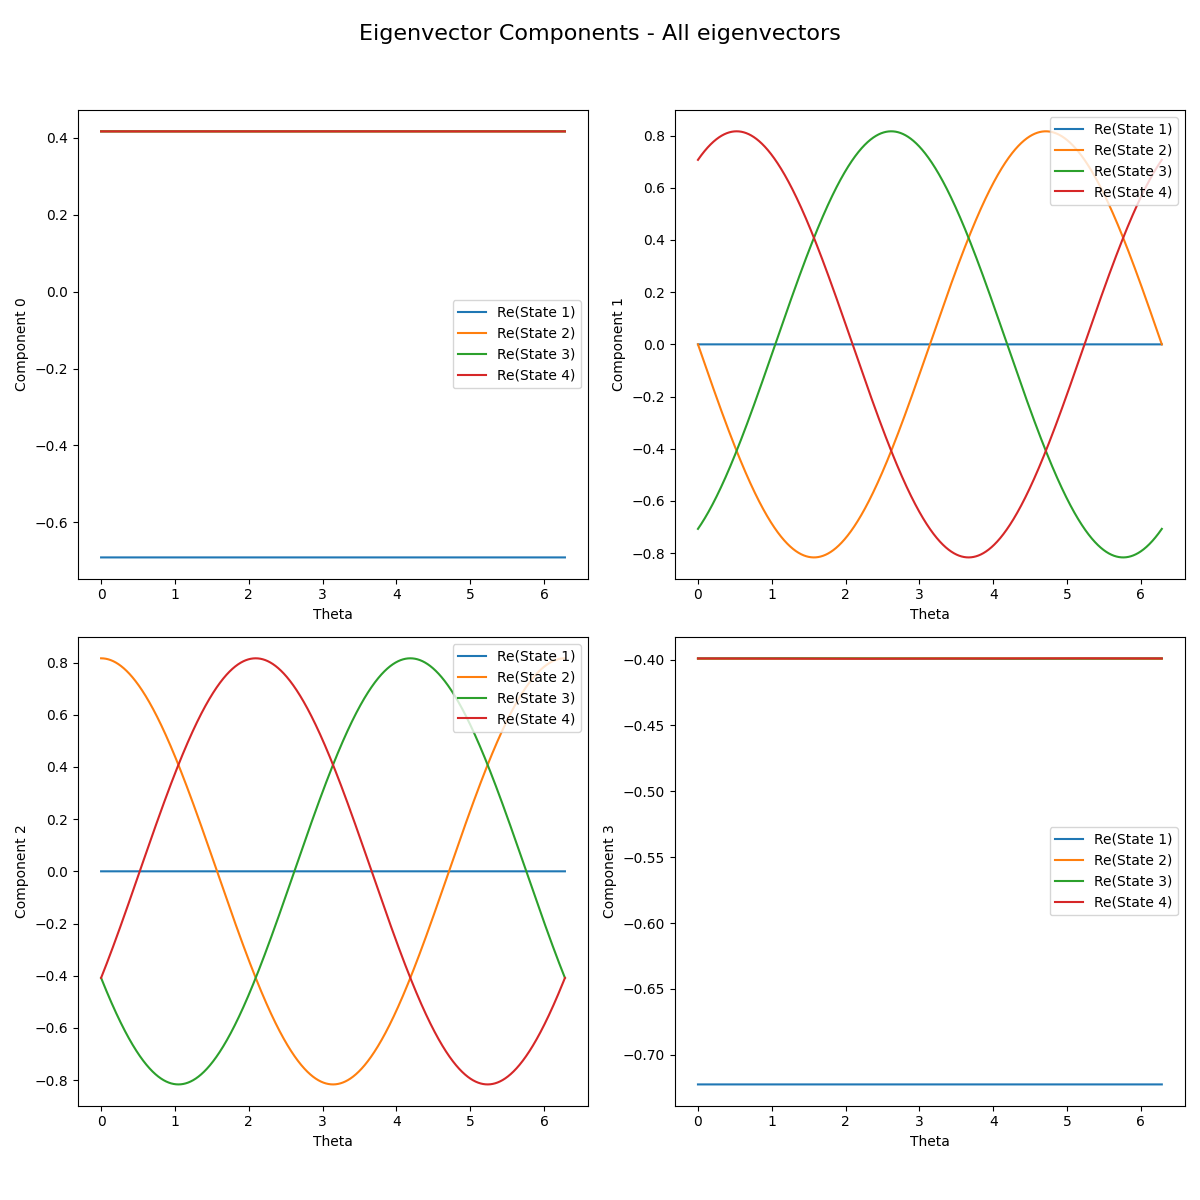 Eigenvector Components - All eigenvectors
Component 0
0.4
0.2
0.0
−0.2
−0.4
−0.6
Re(State 1)
Re(State 2)
Re(State 3)
Re(State 4)
0 1 2 3 4 5 6
Theta
Component 1
0.8
0.6
0.4
0.2
0.0
−0.2
−0.4
−0.6
−0.8
Re(State 1)
Re(State 2)
Re(State 3)
Re(State 4)
0 1 2 3 4 5 6
Theta
Component 2
0.8
0.6
0.4
0.2
0.0
−0.2
−0.4
−0.6
−0.8
Re(State 1)
Re(State 2)
Re(State 3)
Re(State 4)
0 1 2 3 4 5 6
Theta
Component 3
−0.40
−0.45
−0.50
−0.55
−0.60
−0.65
−0.70
Re(State 1)
Re(State 2)
Re(State 3)
Re(State 4)
0 1 2 3 4 5 6
Theta